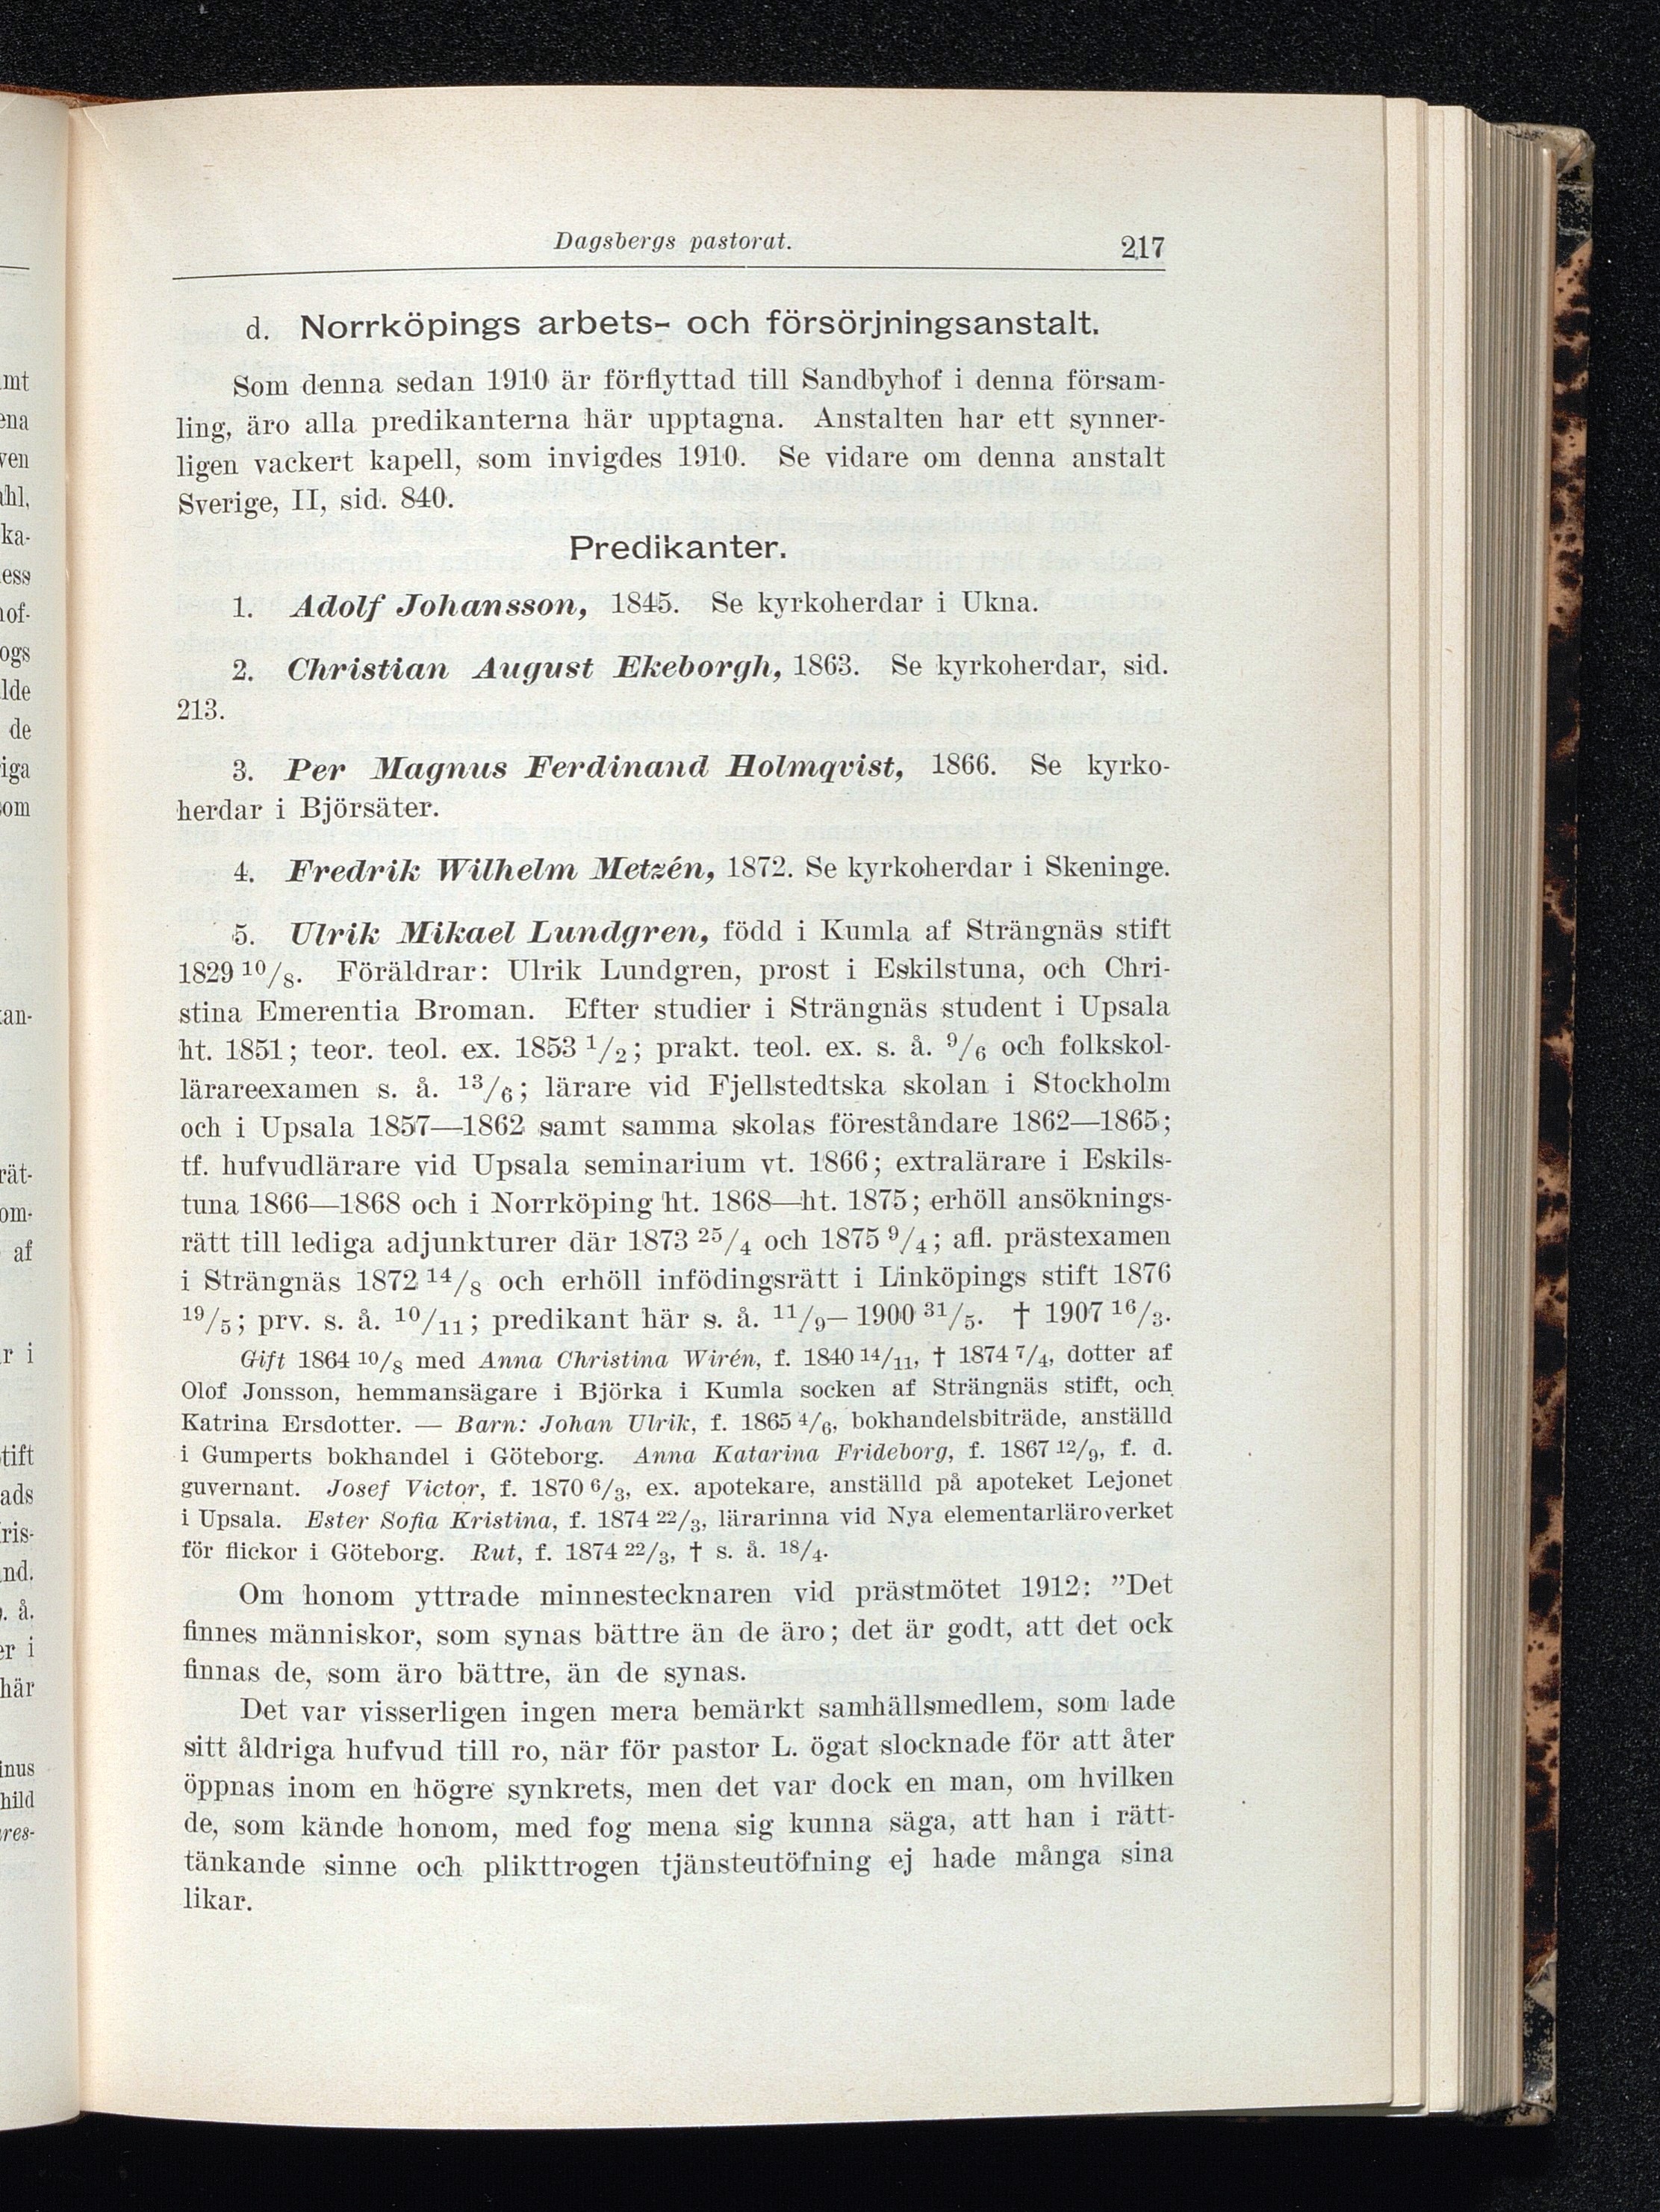 Dagsbergs pastorat. 217
d. Norrköpings arbets- och försörjningsanstalt.
Som denna sedan 1910 är förflyttad till Sandbyhof i denna försam-
ling, äro alla predikanterna här upptagna. Anstalten har ett synner-
ligen vackert kapell, som invigdes 1910. Se vidare om denna anstalt
Sverige, II, sid. 840.
Predikanter.
1. Adolf Johansson, 1845. Se kyrkoherdar i Ukna.
2. Christian August Ekeborgh, 1863. Se kyrkoherdar, sid.
213.
3. Per Magnus Ferdinand Holmqvist, 1866. Se kyrko-
herdar i Björsäter.
4. Fredrik Wilhelm Metzén, 1872. Se kyrkoherdar i Skeninge.
5. Ulrik Mikael Lundgren, född i Kumla af Strängnäs stift
1829 10/8. Föräldrar: Ulrik Lundgren, prost i Eskilstuna, och Chri-
stina Emerentia Broman. Efter studier i Strängnäs student i Upsala
ht. 1851; teor. teol. ex. 1853 1/2; prakt. teol. ex. s. å. 9/6 och folkskol-
lärareexamen s. å. 13/6; lärare vid Fjellstedtska skolan i Stockholm
och i Upsala 1857—1862 samt samma skolas föreståndare 1862—1865;
tf. hufvudlärare vid Upsala seminarium vt. 1866; extralärare i Eskils-
tuna 1866—1868 och i Norrköping ht. 1868—ht. 1875; erhöll ansöknings-
rätt till lediga adjunkturer där 1873 25/4 och 1875 9/4; afl. prästexamen
i Strängnäs 1872 14/8 och erhöll infödingsrätt i Linköpings stift 1876
19/5; prv. s. å. 10/11; predikant här s. å. 11/9—1900 31/5. † 1907 16/3.
Gift 1864 10/8 med Anna Christina Wirén, f. 1840 14/11, † 1874 7/4, dotter af
Olof Jonsson, hemmansägare i Björka i Kumla socken af Strängnäs stift, och
Katrina Ersdotter. — Barn: Johan Ulrik, f. 1865 4/6, bokhandelsbiträde, anställd
i Gumperts bokhandel i Göteborg. Anna Katarina Frideborg, f. 1867 12/9, f. d.
guvernant. Josef Victor, f. 1870 6/3, ex. apotekare, anställd på apoteket Lejonet
i Upsala. Ester Sofia Kristina, f. 1874 22/3, lärarinna vid Nya elementarläroverket
för flickor i Göteborg. Rut, f. 1874 22/3, † s. å. 18/4.
Om honom yttrade minnestecknaren vid prästmötet 1912: ”Det
finnes människor, som synas bättre än de äro; det är godt, att det ock
finnas de, som äro bättre, än de synas.
Det var visserligen ingen mera bemärkt samhällsmedlem, som lade
sitt åldriga hufvud till ro, när för pastor L. ögat slocknade för att åter
öppnas inom en högre synkrets, men det var dock en man, om hvilken
de, som kände honom, med fog mena sig kunna säga, att han i rätt-
tänkande sinne och plikttrogen tjänsteutöfning ej hade många sina
likar.